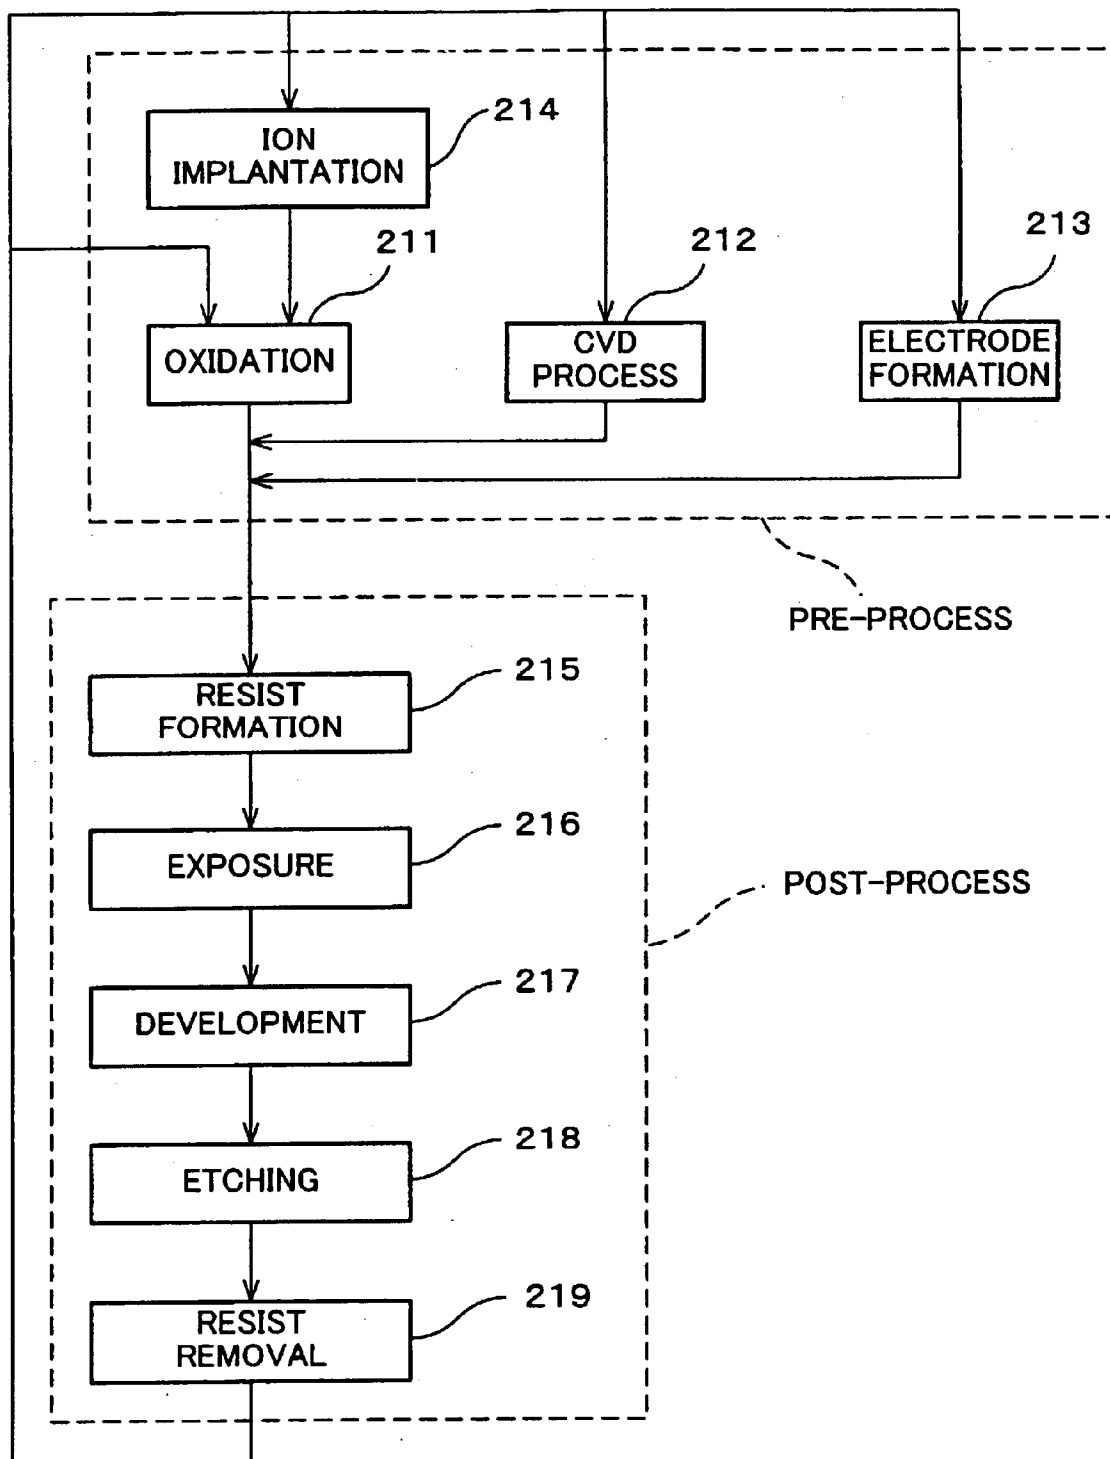 214
ION
IMPLANTATION
211
212
213
OXIDATION
CVD
PROCESS
ELECTRODE
FORMATION
PRE-PROCESS
215
RESIST
FORMATION
216
EXPOSURE
POST-PROCESS
217
DEVELOPMENT
218
ETCHING
219
RESIST
REMOVAL